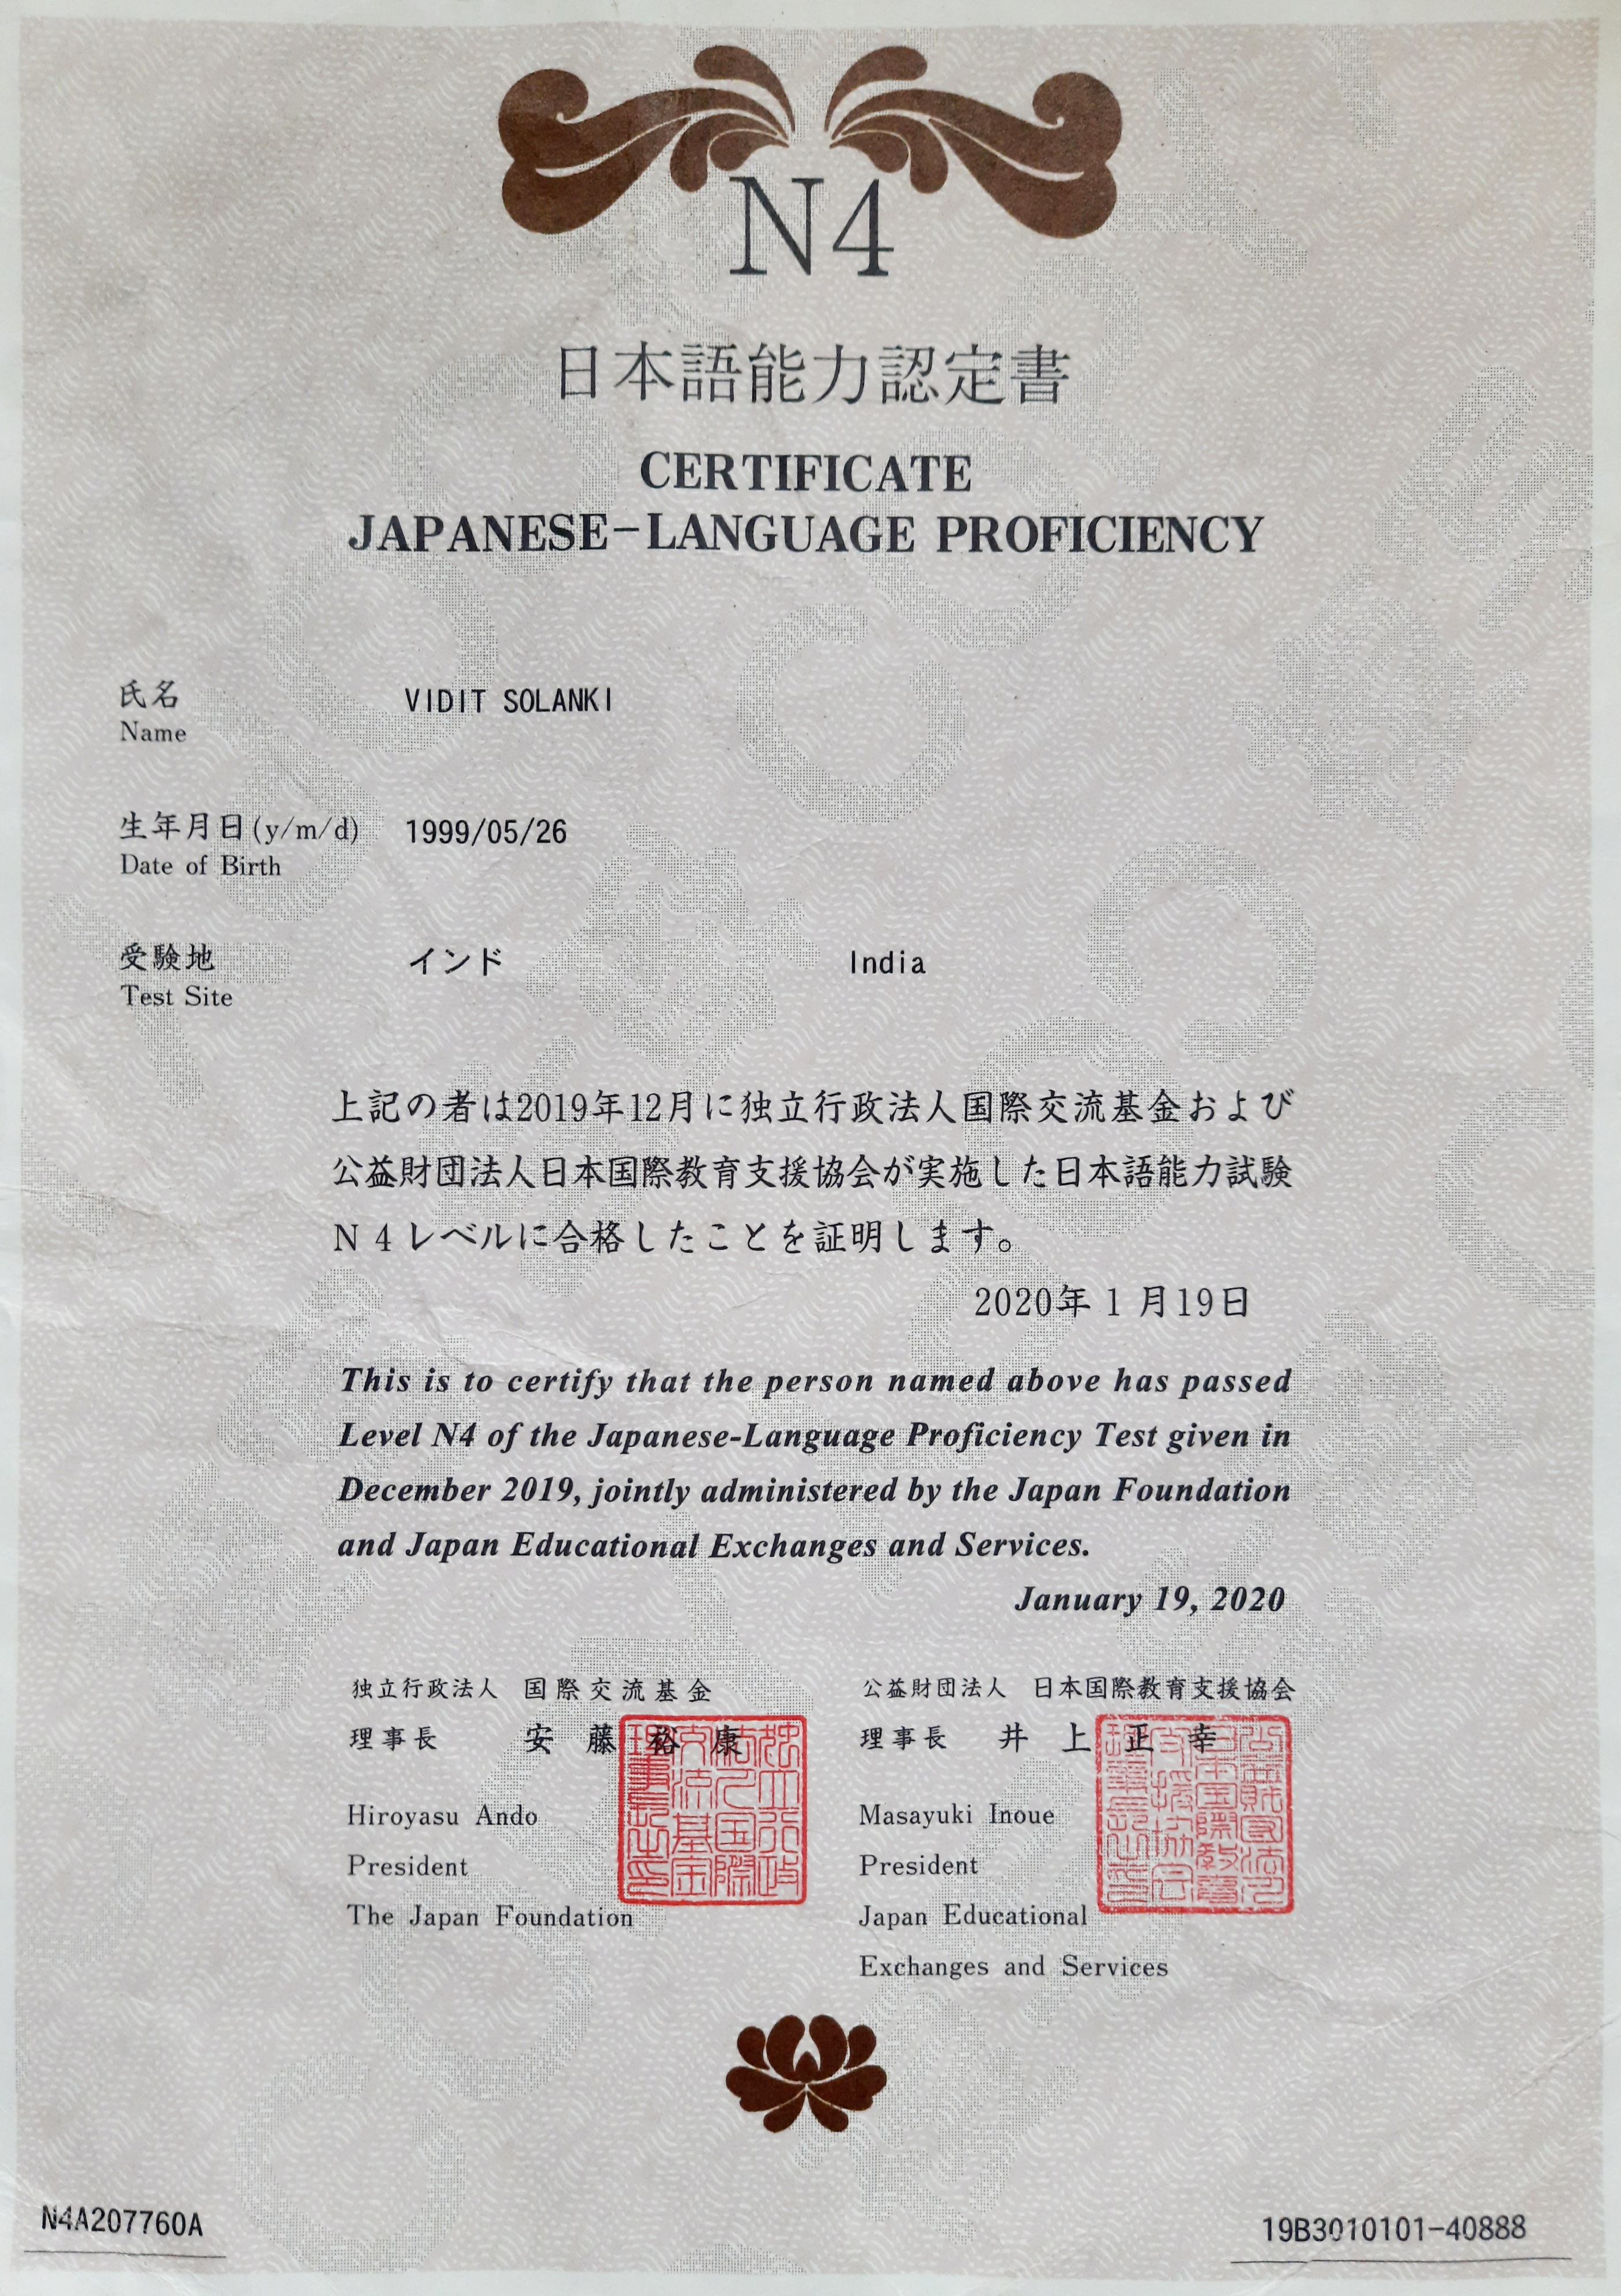 N4
日本語能力認定書
CERTIFICATE
JAPANESE-LANGUAGE PROFICIENCY
氏名 VIDIT SOLANKI
Name
生年月日(y/m/d) 1999/05/26
Date of Birth
受験地 インド India
Test Site
上記の者は2019年12月に独立行政法人国際交流基金および
公益財団法人日本国際教育支援協会が実施した日本語能力試験
N4レベルに合格したことを証明します。
2020年1月19日
This is to certify that the person named above has passed
Level N4 of the Japanese-Language Proficiency Test given in
December 2019, jointly administered by the Japan Foundation
and Japan Educational Exchanges and Services.
January 19, 2020
独立行政法人 国際交流基金
理事長 安藤裕康
Hiroyasu Ando
President
The Japan Foundation
公益財団法人 日本国際教育支援協会
理事長 井上正幸
Masayuki Inoue
President
Japan Educational
Exchanges and Services
N4A207760A
19B3010101-40888